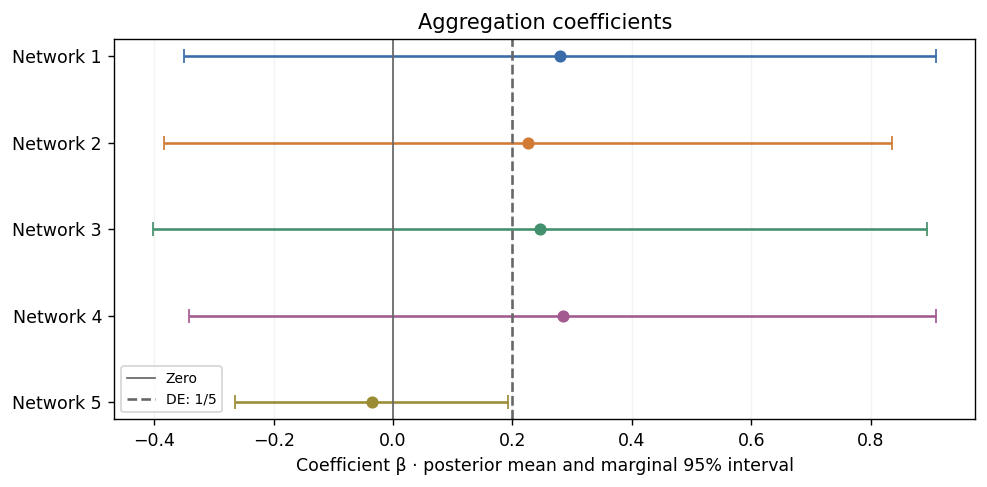 Aggregation coefficients
Network 1
Network 2
Network 3
Network 4
Network 5
Zero
DE: 1/5
−0.4 −0.2 0.0 0.2 0.4 0.6 0.8
Coefficient β · posterior mean and marginal 95% interval